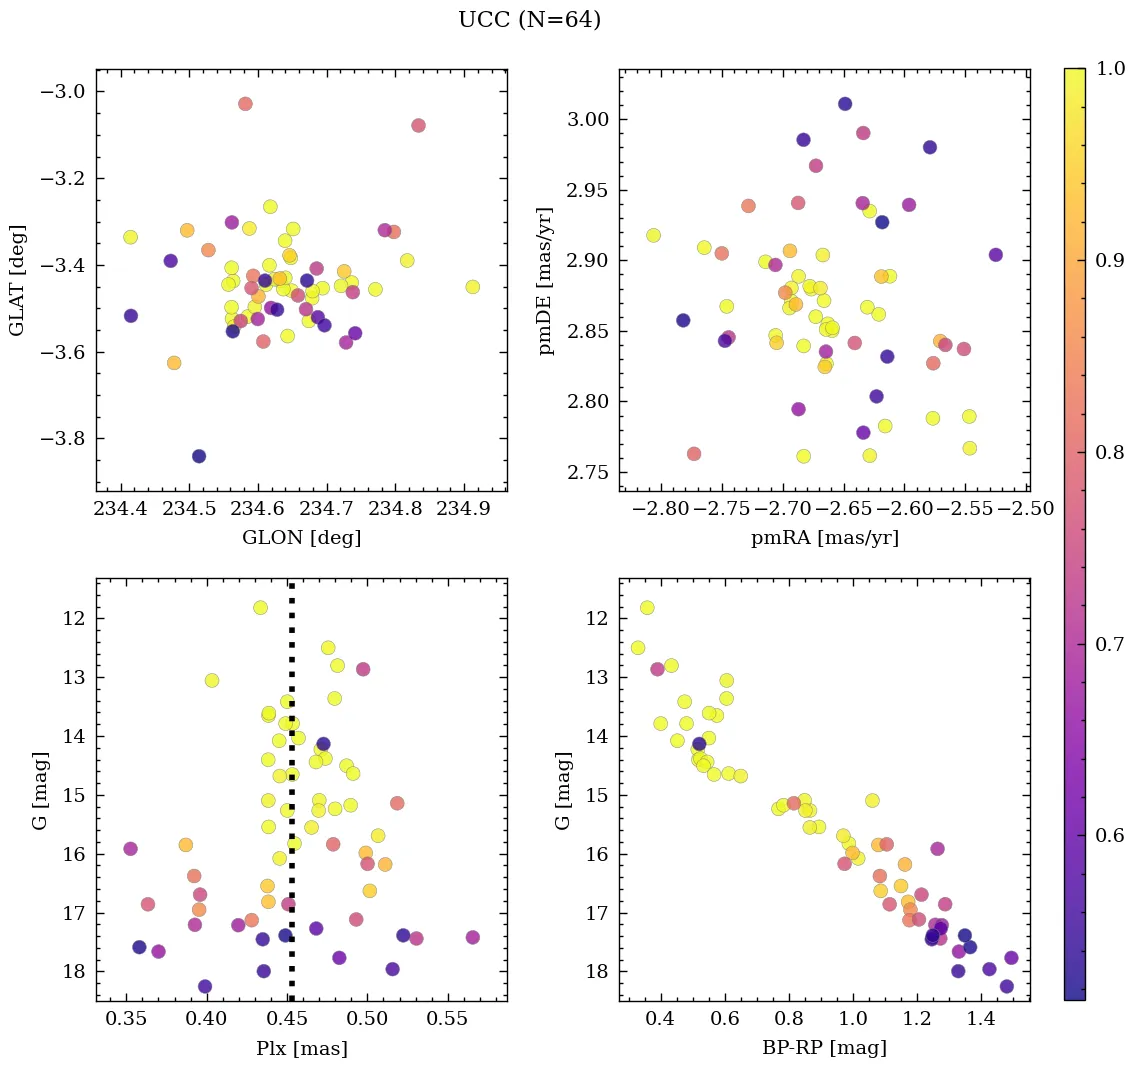 UCC (N=64)
−3.0
−3.2
−3.4
−3.6
−3.8
GLAT [deg]
234.4 234.5 234.6 234.7 234.8 234.9
GLON [deg]
3.00
2.95
2.90
2.85
2.80
2.75
pmDE [mas/yr]
−2.80 −2.75 −2.70 −2.65 −2.60 −2.55 −2.50
pmRA [mas/yr]
1.0
0.9
0.8
0.7
0.6
12
13
14
15
16
17
18
G [mag]
0.35 0.40 0.45 0.50 0.55
Plx [mas]
12
13
14
15
16
17
18
G [mag]
0.4 0.6 0.8 1.0 1.2 1.4
BP-RP [mag]